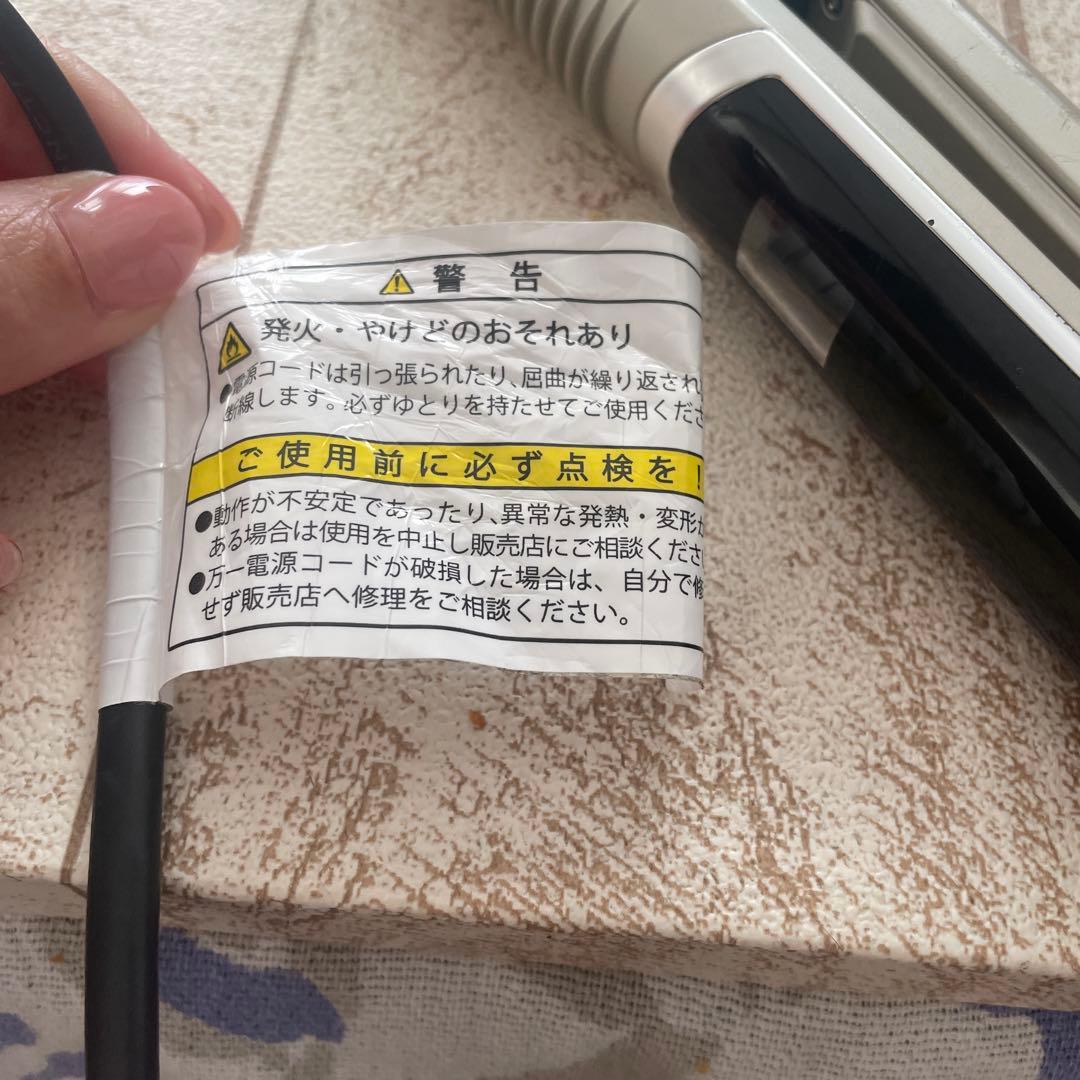 警 告
発火・やけどのおそれあり
●電源コードは引っ張られたり、屈曲が繰り返され
断線します。必ずゆとりを持たせてご使用くださ
ご使用前に必ず点検を!
●動作が不安定であったり、異常な発熱・変形が
ある場合は使用を中止し販売店にご相談くださ
●万一電源コードが破損した場合は、自分で修
せず販売店へ修理をご相談ください。